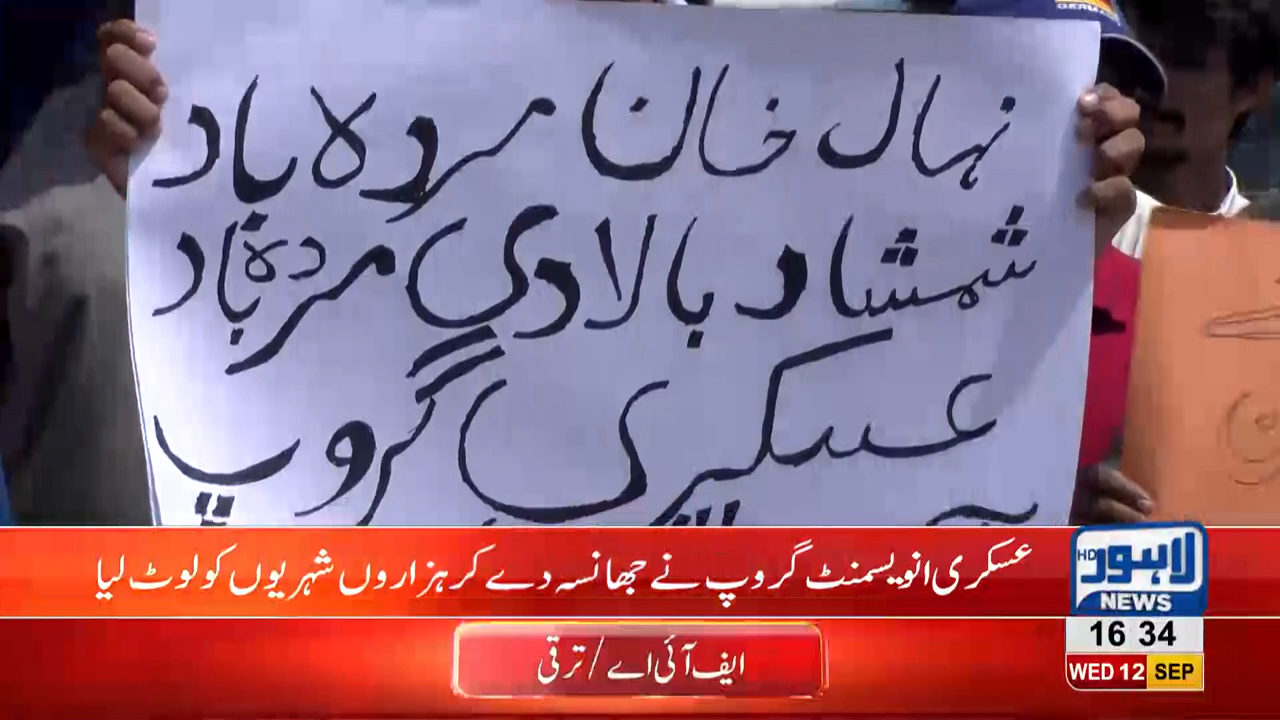 GERMANY
نہال خان مردہ باد
شمشاد بالادی مردہ باد
عسکری گروپ
عسکری انویسمنٹ گروپ نے جھانسہ دے کر ہزاروں شہریوں کو لوٹ لیا
ایف آئی اے / ترقی
لاہور HD
NEWS
16 34
WED 12 SEP